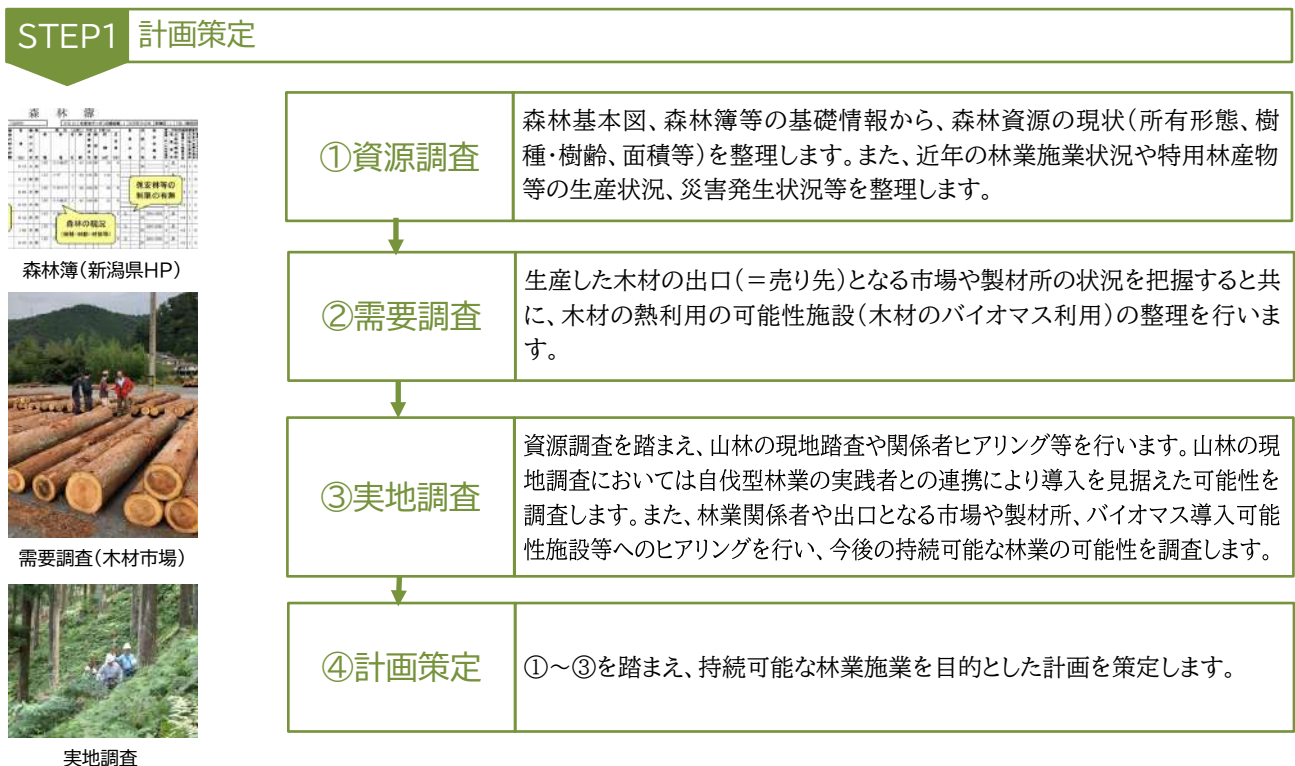 STEP1 計画策定
森林簿
保安林等の
制限の有無
森林の現況
森林簿(新潟県HP)
需要調査(木材市場)
実地調査
①資源調査
森林基本図、森林簿等の基礎情報から、森林資源の現状(所有形態、樹
種・樹齢、面積等)を整理します。また、近年の林業施業状況や特用林産物
等の生産状況、災害発生状況等を整理します。
②需要調査
生産した木材の出口(=売り先)となる市場や製材所の状況を把握すると共
に、木材の熱利用の可能性施設(木材のバイオマス利用)の整理を行いま
す。
③実地調査
資源調査を踏まえ、山林の現地踏査や関係者ヒアリング等を行います。山林の現
地調査においては自伐型林業の実践者との連携により導入を見据えた可能性を
調査します。また、林業関係者や出口となる市場や製材所、バイオマス導入可能
性施設等へのヒアリングを行い、今後の持続可能な林業の可能性を調査します。
④計画策定
①~③を踏まえ、持続可能な林業施業を目的とした計画を策定します。